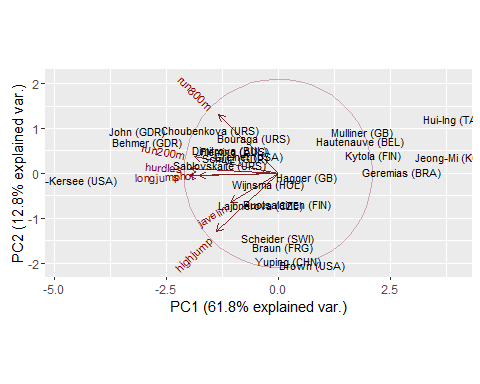 PC2 (12.8% explained var.)
2
1
0
-1
-2
-5.0
-2.5
0.0
2.5
PC1 (61.8% explained var.)
run800m
Hui-Ing (TA
John (GDR)
Choubenkova (URS)
Mulliner (GB)
Behmer (GDR)
Bouraga (URS)
Hautenauve (BEL)
run200m
Kytola (FIN)
Jeong-Mi (K
hurdles
Sablovskaite (URS)
Geremias (BRA)
-Kersee (USA)
longjump
shot
Hagger (GB)
Wijnsma (HOL)
javelin
(FIN)
highjump
Scheider (SWI)
Braun (FRG)
Yuping (CHN)
Brown (USA)